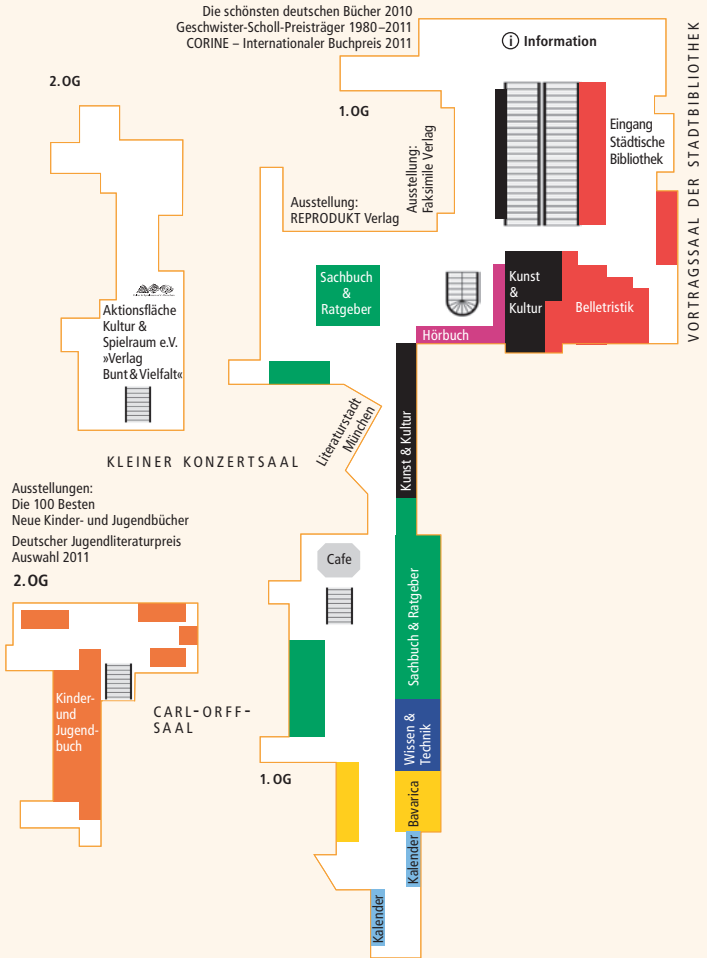 Die schönsten deutschen Bücher 2010
Geschwister-Scholl-Preisträger 1980–2011
CORINE – Internationaler Buchpreis 2011
i Information
2. OG
1. OG
Eingang
Städtische
Bibliothek
VORTRAGSSAAL DER STADTBIBLIOTHEK
Ausstellung:
Faksimile Verlag
Ausstellung:
REPRODUKT Verlag
Sachbuch
&
Ratgeber
Kunst
&
Kultur
Belletristik
Hörbuch
Aktionsfläche
Kultur &
Spielraum e.V.
»Verlag
Bunt & Vielfalt«
Literaturstadt
München
Kunst & Kultur
KLEINER KONZERTSAAL
Ausstellungen:
Die 100 Besten
Neue Kinder- und Jugendbücher
Deutscher Jugendliteraturpreis
Auswahl 2011
2. OG
Cafe
Sachbuch & Ratgeber
Kinder-
und
Jugend-
buch
CARL-ORFF-
SAAL
Wissen &
Technik
1. OG
Bavarica
Kalender
Kalender